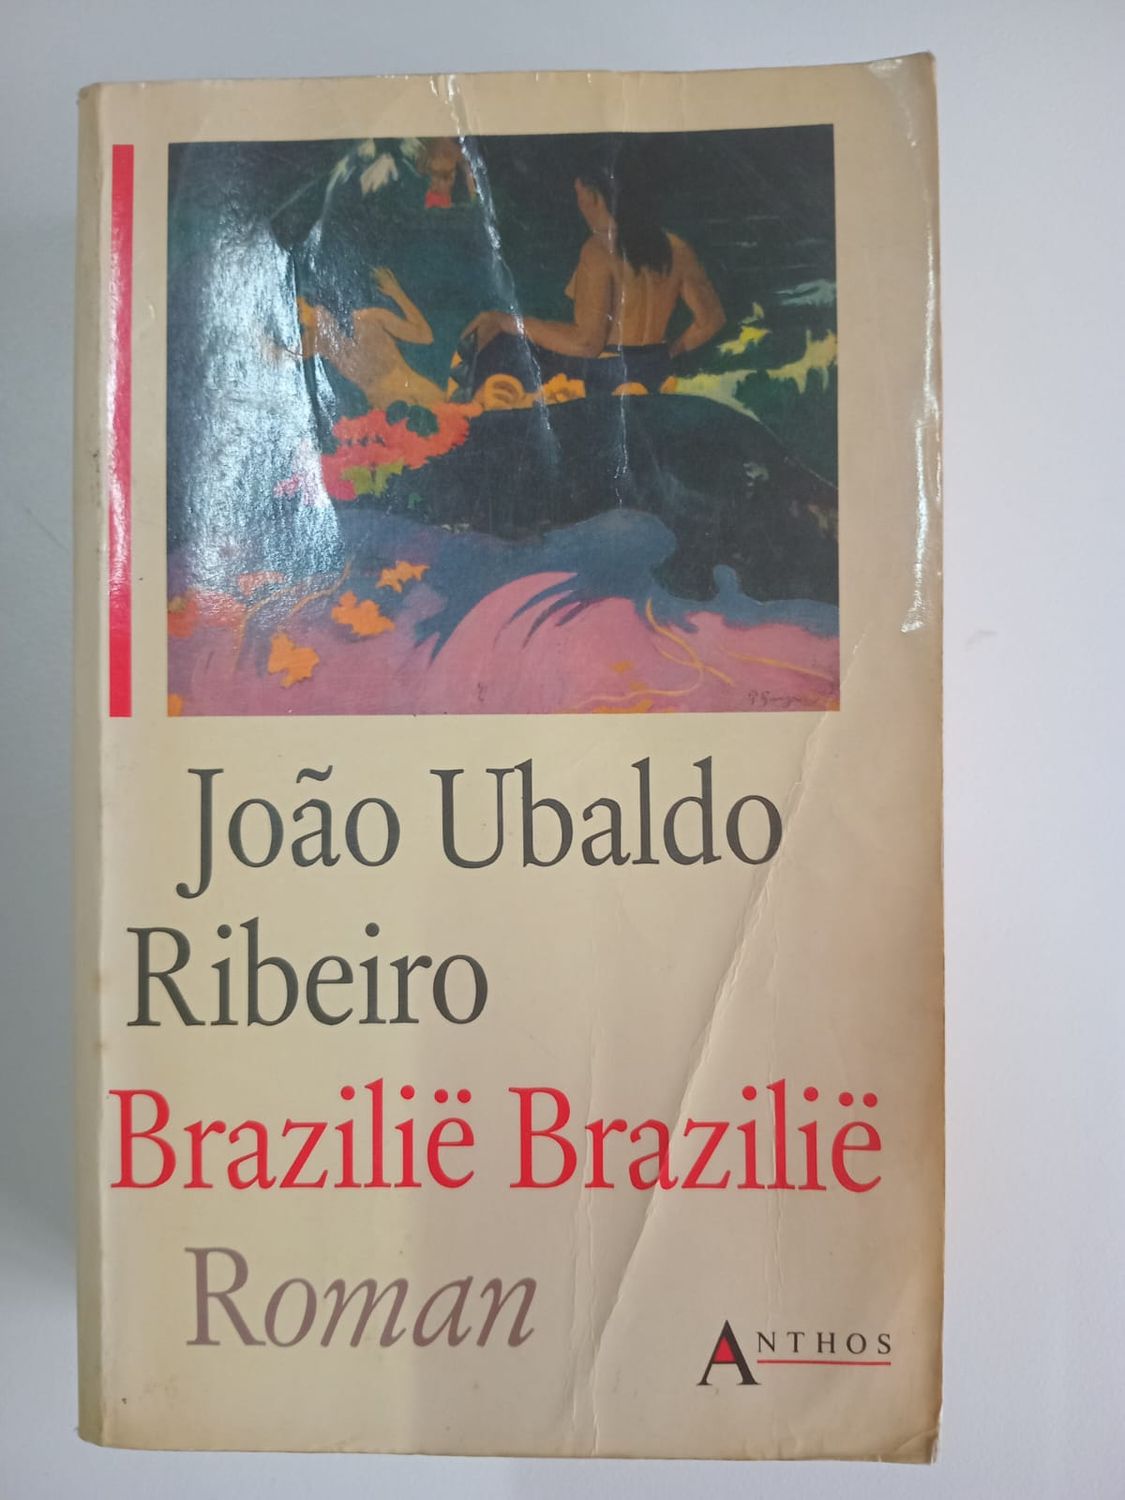 João Ubaldo
Ribeiro
Brazilië Brazilië
Roman
ANTHOS